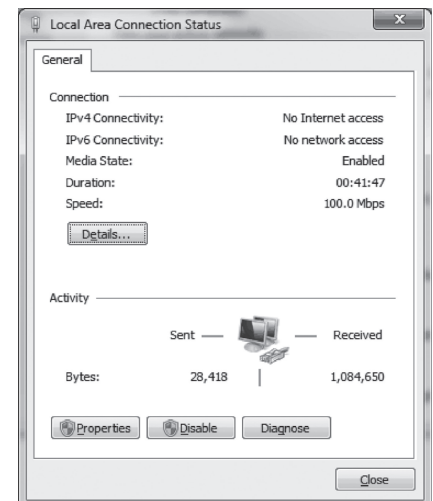 Local Area Connection Status
General
Connection
IPv4 Connectivity: No Internet access
IPv6 Connectivity: No network access
Media State: Enabled
Duration: 00:41:47
Speed: 100.0 Mbps
Details...
Activity
Sent — Received
Bytes: 28,418 1,084,650
Properties Disable Diagnose
Close